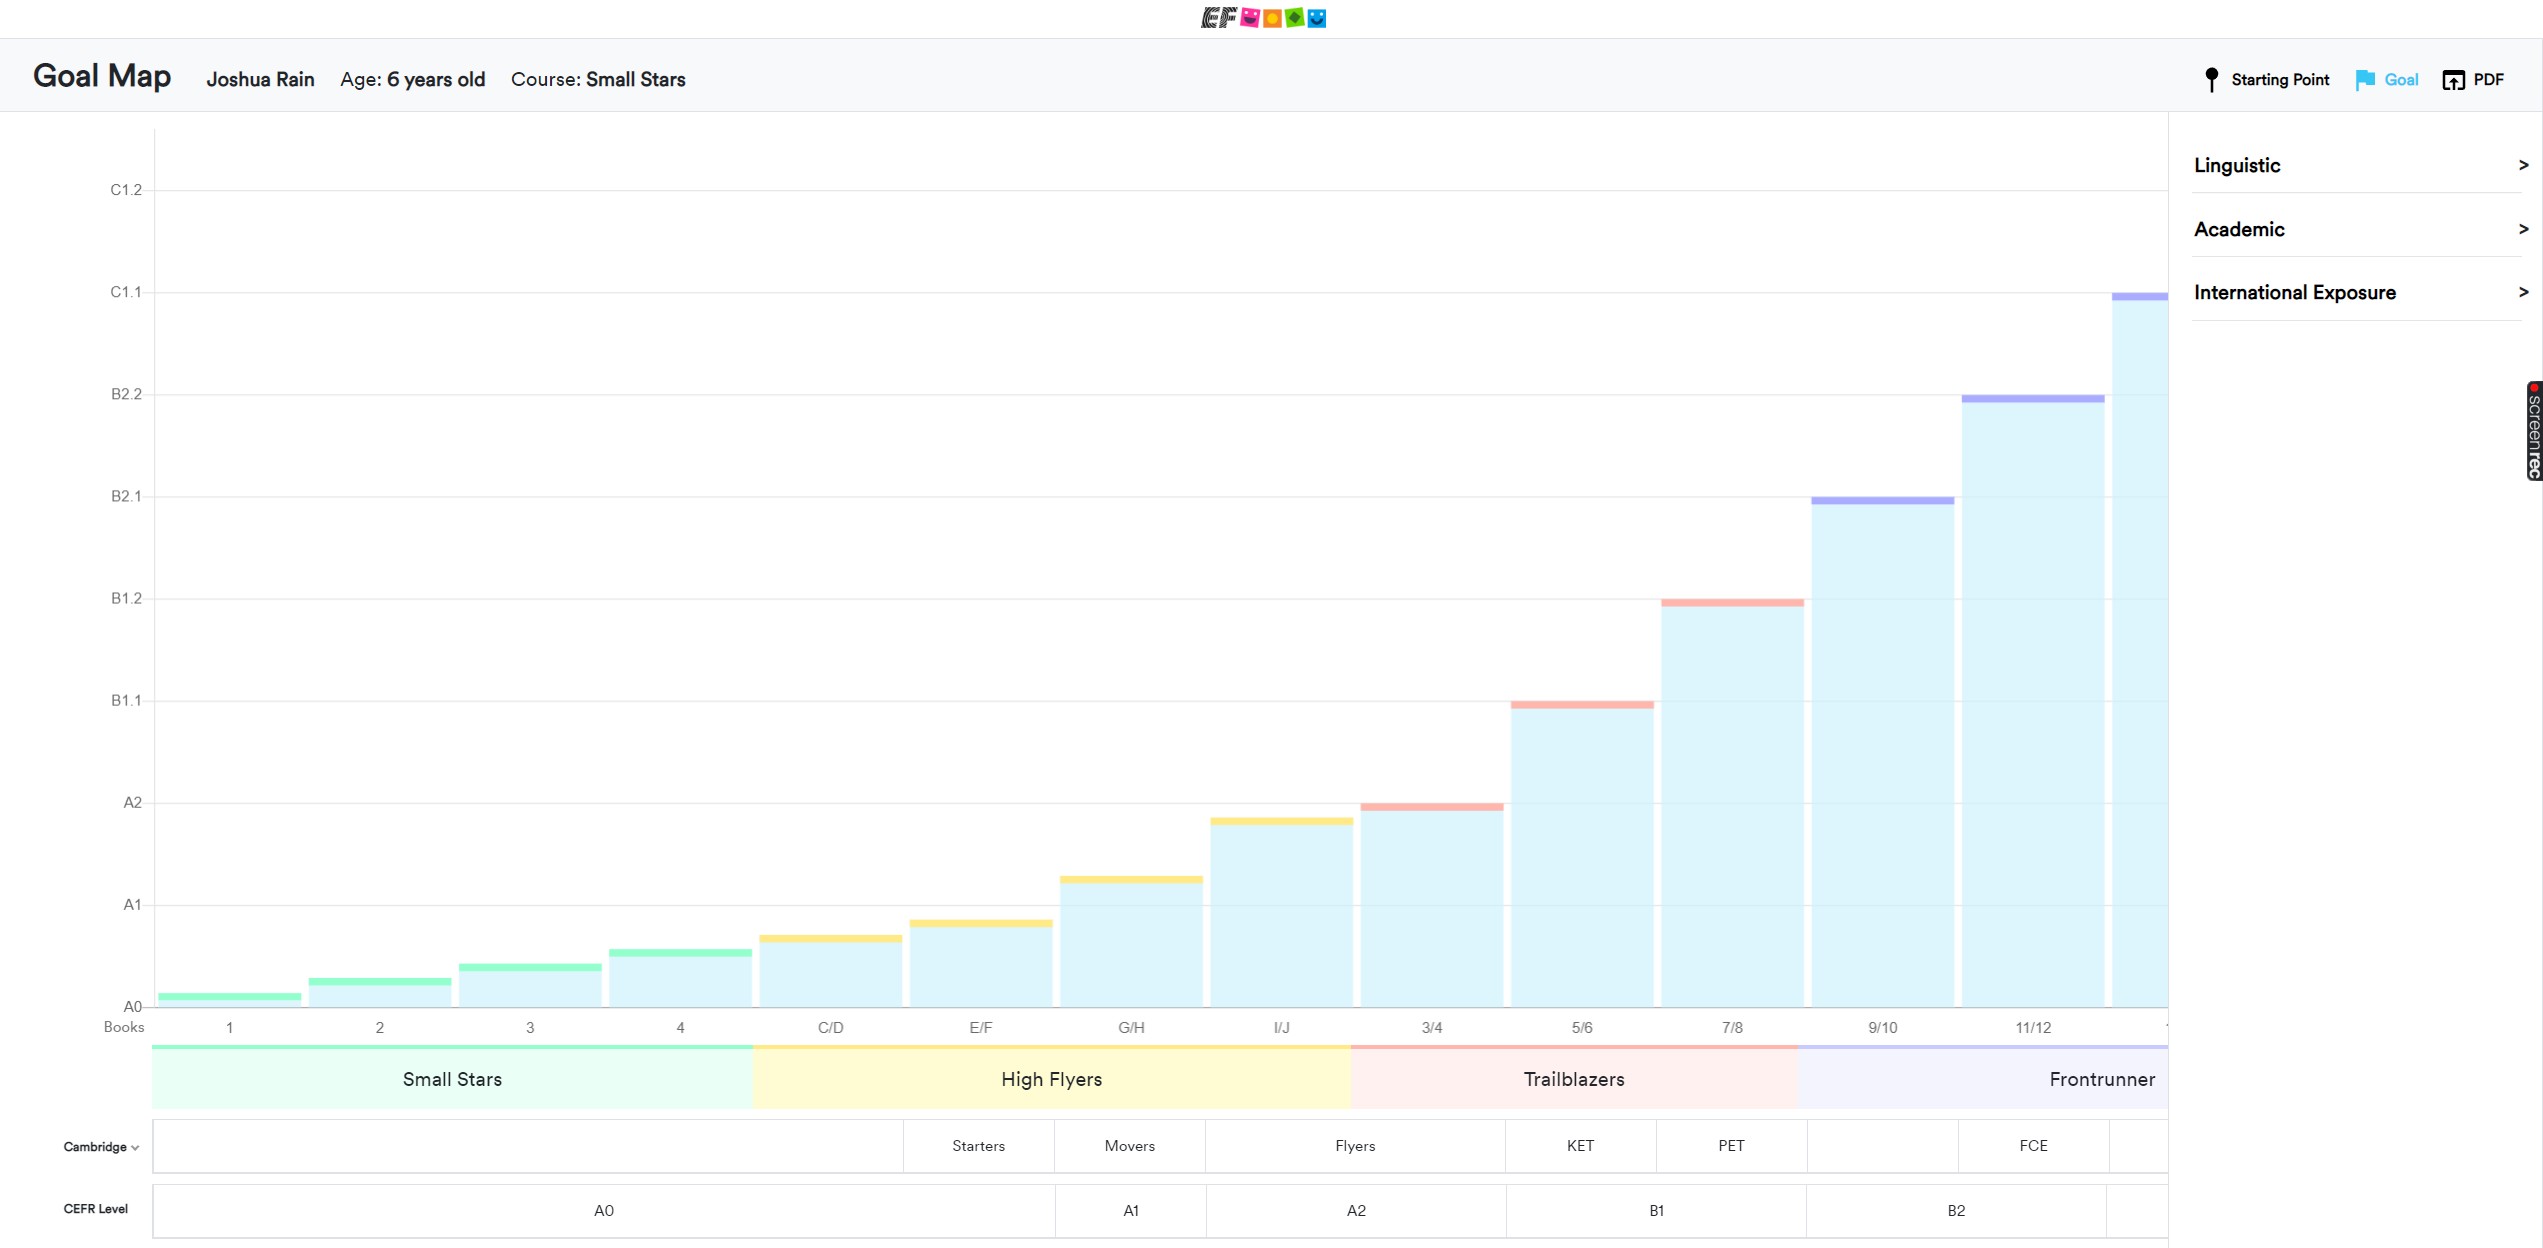 EF
Goal Map Joshua Rain Age: 6 years old Course: Small Stars Starting Point Goal PDF
Linguistic >
Academic >
International Exposure >
C1.2
C1.1
B2.2
B2.1
B1.2
B1.1
A2
A1
A0
Books 1 2 3 4 C/D E/F G/H I/J 3/4 5/6 7/8 9/10 11/12
Small Stars High Flyers Trailblazers Frontrunner
Cambridge Starters Movers Flyers KET PET FCE
CEFR Level A0 A1 A2 B1 B2
screenrec